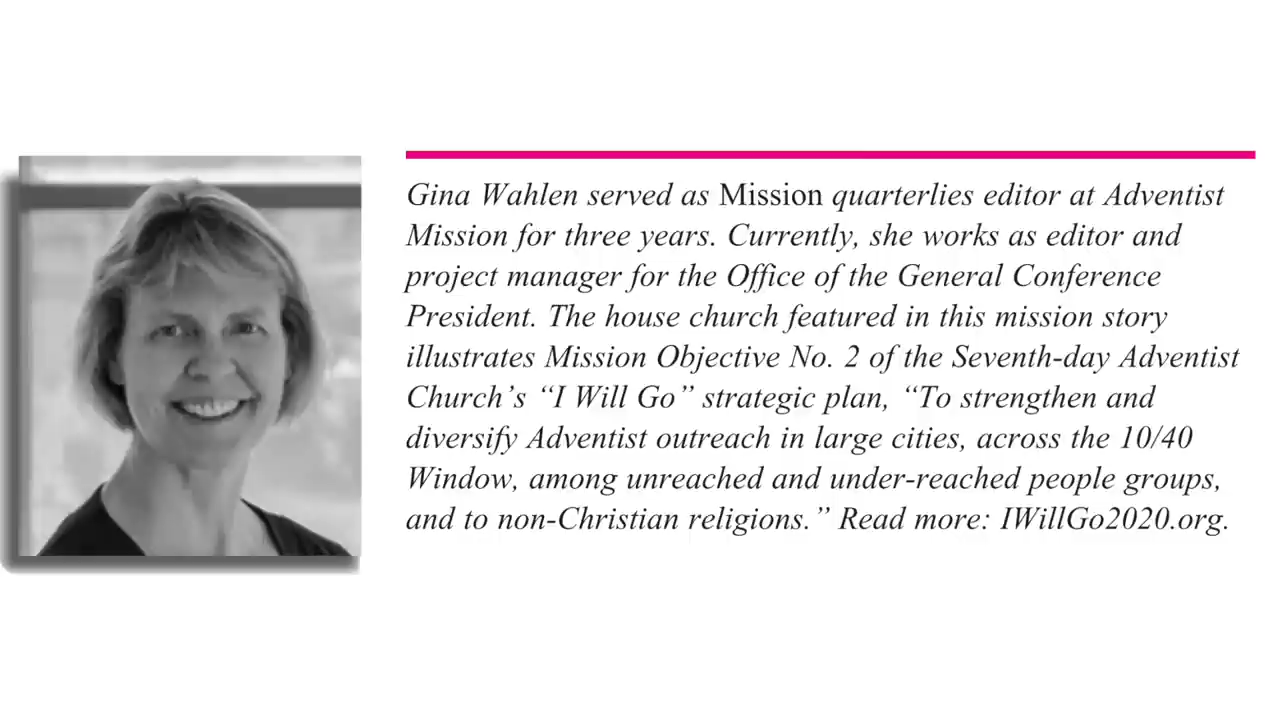 Gina Wahlen served as Mission quarterlies editor at Adventist
Mission for three years. Currently, she works as editor and
project manager for the Office of the General Conference
President. The house church featured in this mission story
illustrates Mission Objective No. 2 of the Seventh-day Adventist
Church’s “I Will Go” strategic plan, “To strengthen and
diversify Adventist outreach in large cities, across the 10/40
Window, among unreached and under-reached people groups,
and to non-Christian religions.” Read more: IWillGo2020.org.